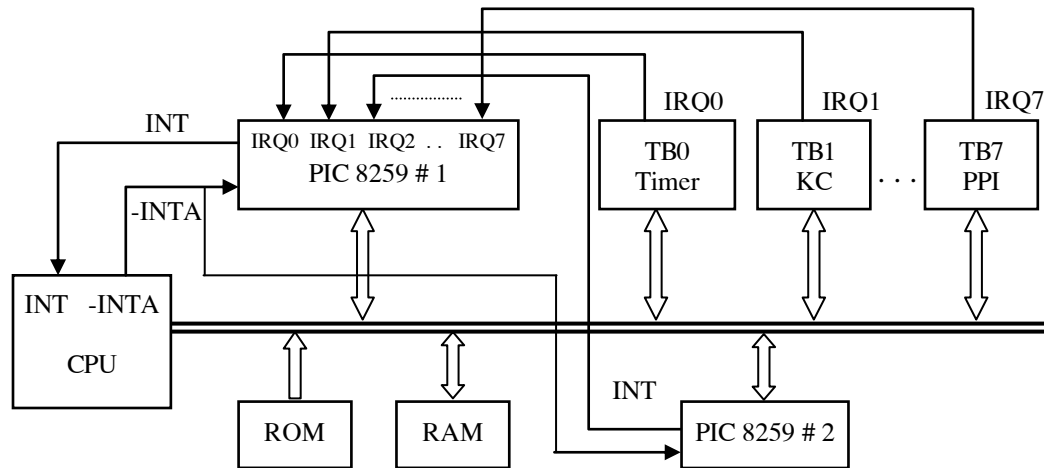 IRQ0 IRQ1 IRQ7
INT
IRQ0 IRQ1 IRQ2 . . IRQ7
PIC 8259 # 1
TB0
Timer
TB1
KC
. . .
TB7
PPI
-INTA
INT -INTA
CPU
INT
ROM
RAM
PIC 8259 # 2